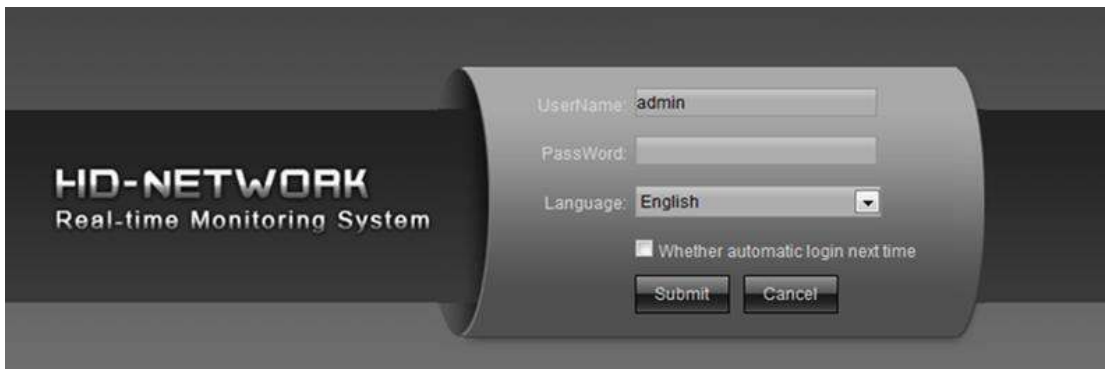 HD-NETWORK
Real-time Monitoring System
UserName: admin
PassWord:
Language: English
Whether automatic login next time
Submit Cancel